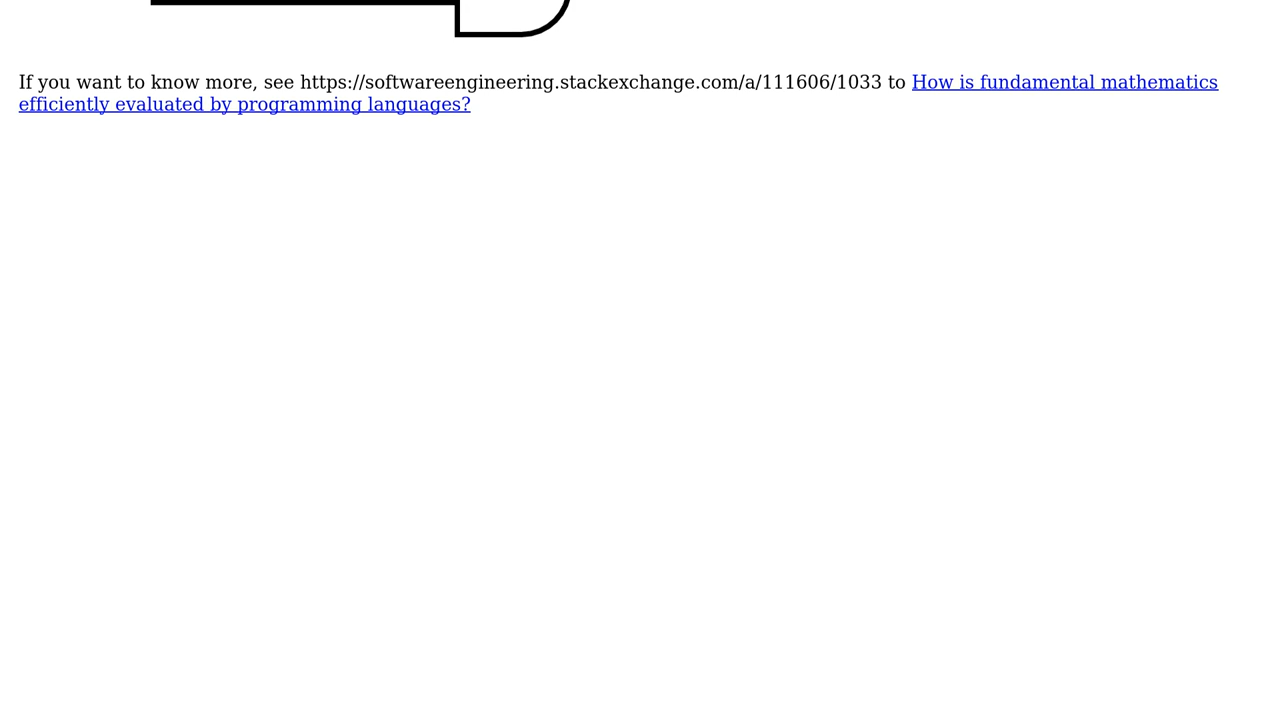 If you want to know more, see https://softwareengineering.stackexchange.com/a/111606/1033 to How is fundamental mathematics
efficiently evaluated by programming languages?